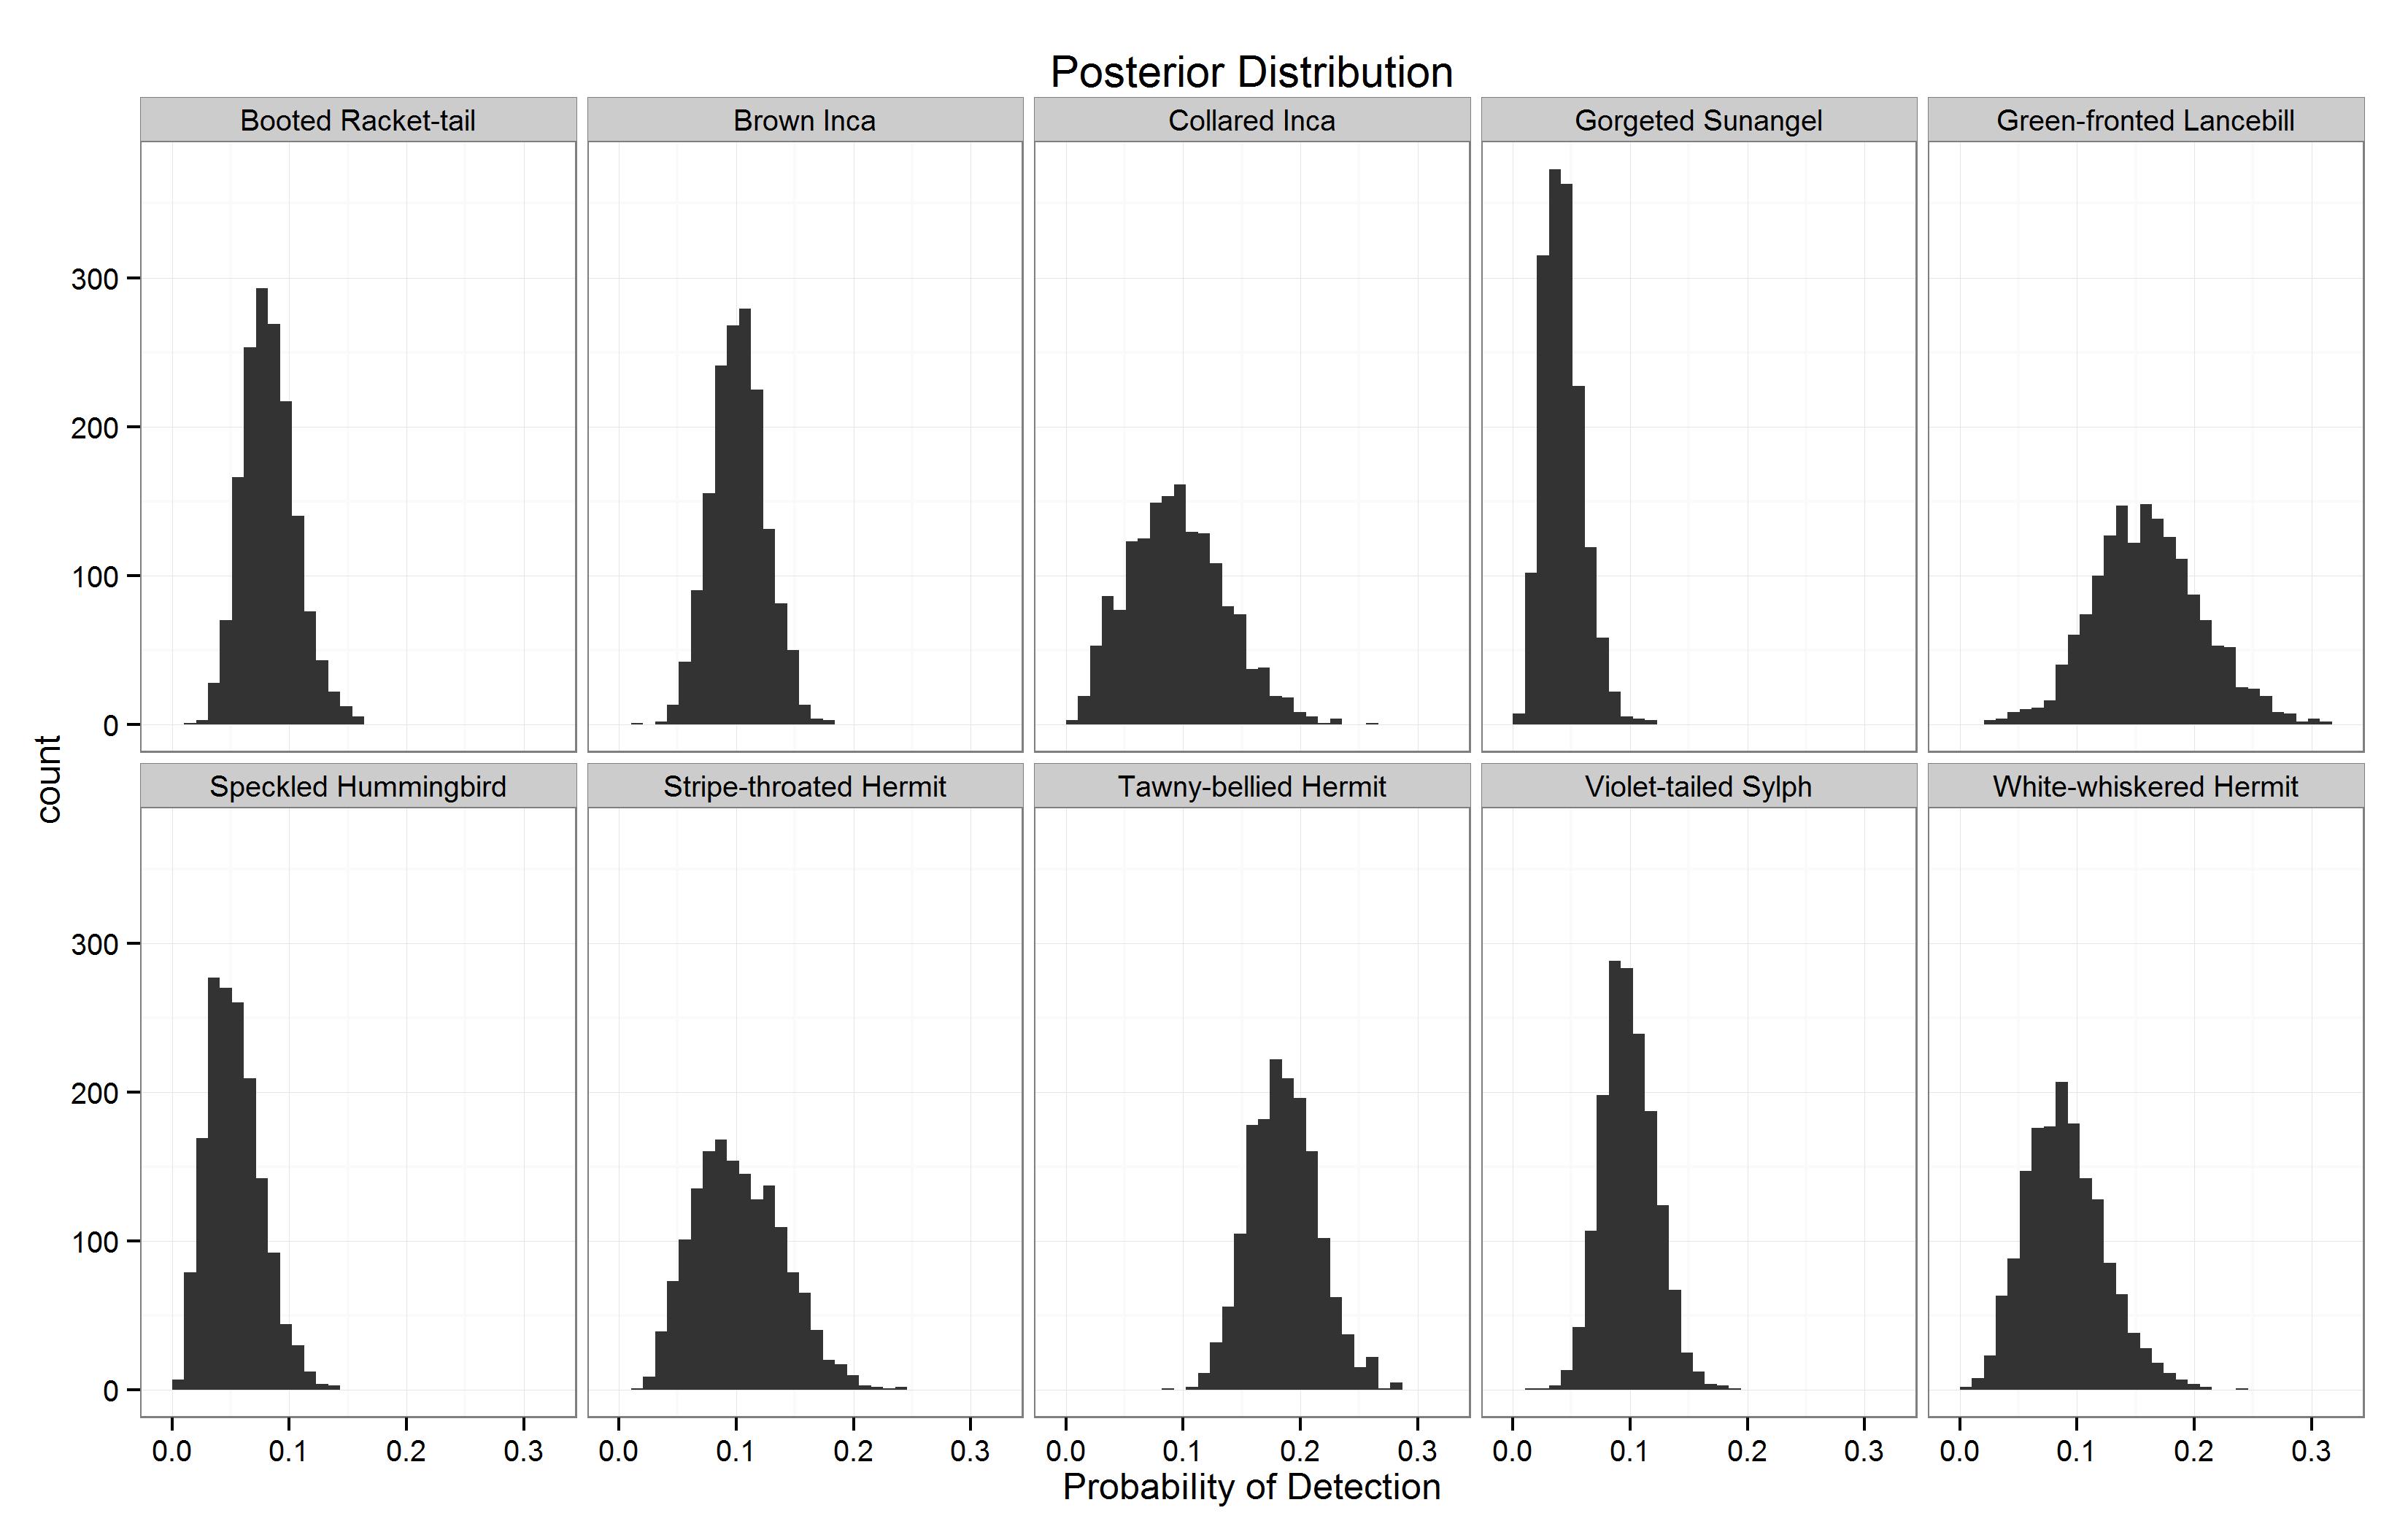 Posterior Distribution
Booted Racket-tail
Brown Inca
Collared Inca
Gorgeted Sunangel
Green-fronted Lancebill
300
200
100
0
count
Speckled Hummingbird
Stripe-throated Hermit
Tawny-bellied Hermit
Violet-tailed Sylph
White-whiskered Hermit
300
200
100
0
0.0 0.1 0.2 0.3
0.0 0.1 0.2 0.3
0.0 0.1 0.2 0.3
0.0 0.1 0.2 0.3
0.0 0.1 0.2 0.3
Probability of Detection